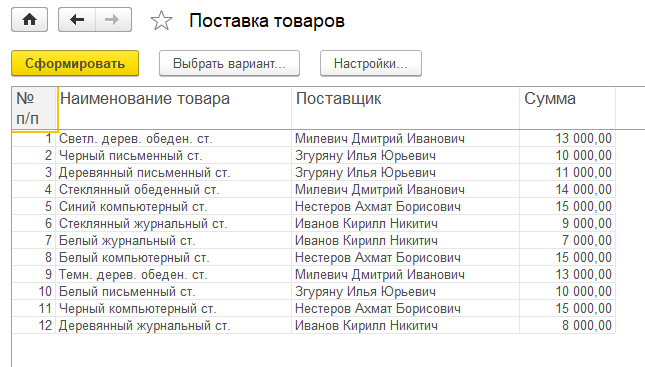 Поставка товаров
Сформировать Выбрать вариант... Настройки...
№ п/п Наименование товара Поставщик Сумма
1 Светл. дерев. обеден. ст. Милевич Дмитрий Иванович 13 000,00
2 Черный письменный ст. Згуряну Илья Юрьевич 10 000,00
3 Деревянный письменный ст. Згуряну Илья Юрьевич 11 000,00
4 Стеклянный обеденный ст. Милевич Дмитрий Иванович 14 000,00
5 Синий компьютерный ст. Нестеров Ахмат Борисович 15 000,00
6 Стеклянный журнальный ст. Иванов Кирилл Никитич 9 000,00
7 Белый журнальный ст. Иванов Кирилл Никитич 7 000,00
8 Белый компьютерный ст. Нестеров Ахмат Борисович 15 000,00
9 Темн. дерев. обеден. ст. Милевич Дмитрий Иванович 13 000,00
10 Белый письменный ст. Згуряну Илья Юрьевич 10 000,00
11 Черный компьютерный ст. Нестеров Ахмат Борисович 15 000,00
12 Деревянный журнальный ст. Иванов Кирилл Никитич 8 000,00